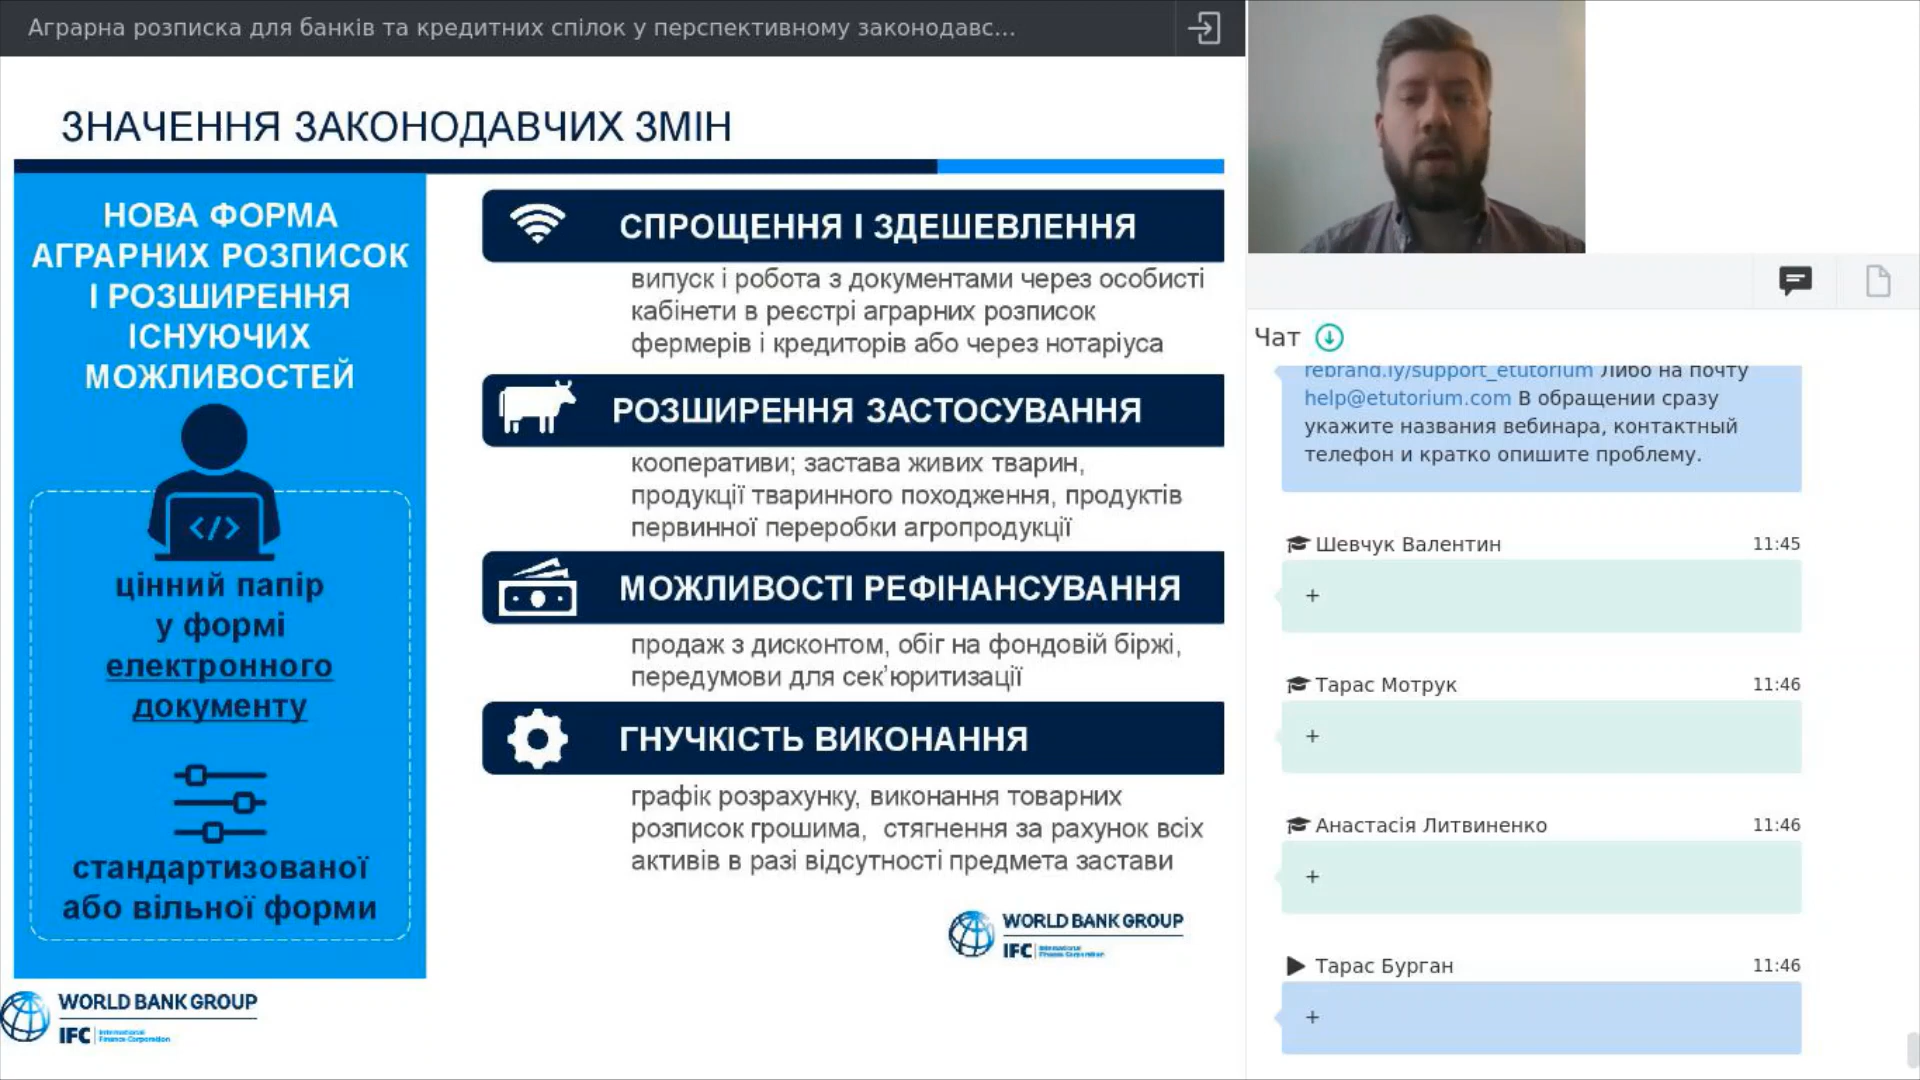 Аграрна розписка для банків та кредитних спілок у перспективному законодавс...
ЗНАЧЕННЯ ЗАКОНОДАВЧИХ ЗМІН
НОВА ФОРМА
АГРАРНИХ РОЗПИСОК
І РОЗШИРЕННЯ
ІСНУЮЧИХ
МОЖЛИВОСТЕЙ
</>
цінний папір
у формі
електронного
документу
стандартизованої
або вільної форми
СПРОЩЕННЯ І ЗДЕШЕВЛЕННЯ
випуск і робота з документами через особисті
кабінети в реєстрі аграрних розписок
фермерів і кредиторів або через нотаріуса
РОЗШИРЕННЯ ЗАСТОСУВАННЯ
кооперативи; застава живих тварин,
продукції тваринного походження, продуктів
первинної переробки агропродукції
МОЖЛИВОСТІ РЕФІНАНСУВАННЯ
продаж з дисконтом, обіг на фондовій біржі,
передумови для сек’юритизації
ГНУЧКІСТЬ ВИКОНАННЯ
графік розрахунку, виконання товарних
розписок грошима, стягнення за рахунок всіх
активів в разі відсутності предмета застави
WORLD BANK GROUP
IFC International
Finance Corporation
WORLD BANK GROUP
IFC International
Finance Corporation
Чат
rebrand.ly/support_etutorium Либо на почту
help@etutorium.com В обращении сразу
укажите названия вебинара, контактный
телефон и кратко опишите проблему.
Шевчук Валентин 11:45
+
Тарас Мотрук 11:46
+
Анастасія Литвиненко 11:46
+
Тарас Бурган 11:46
+